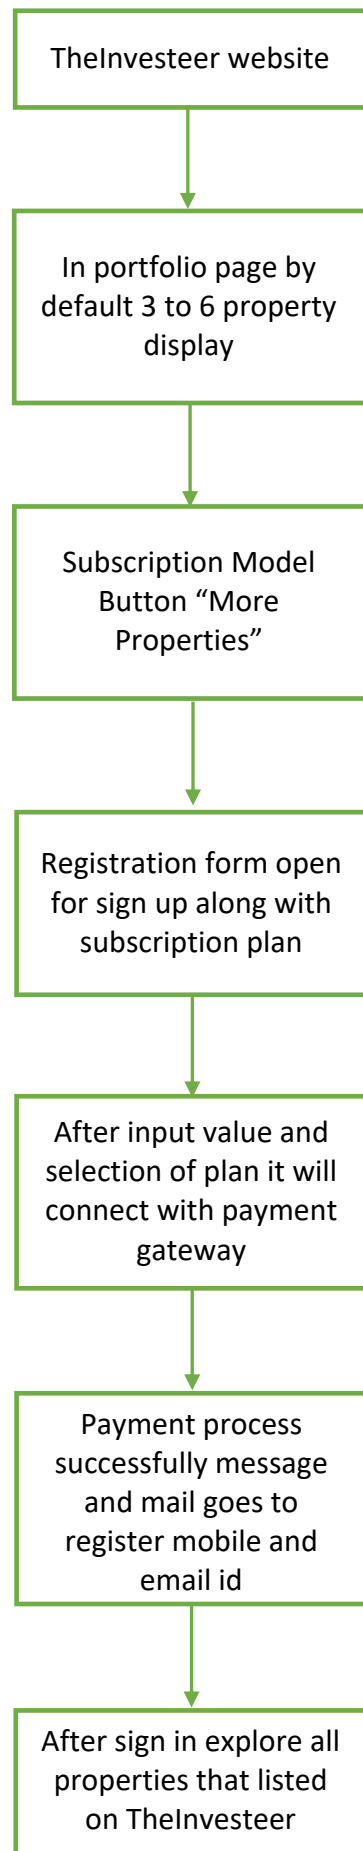 TheInvesteer website
In portfolio page by
default 3 to 6 property
display
Subscription Model
Button “More
Properties”
Registration form open
for sign up along with
subscription plan
After input value and
selection of plan it will
connect with payment
gateway
Payment process
successfully message
and mail goes to
register mobile and
email id
After sign in explore all
properties that listed
on TheInvesteer